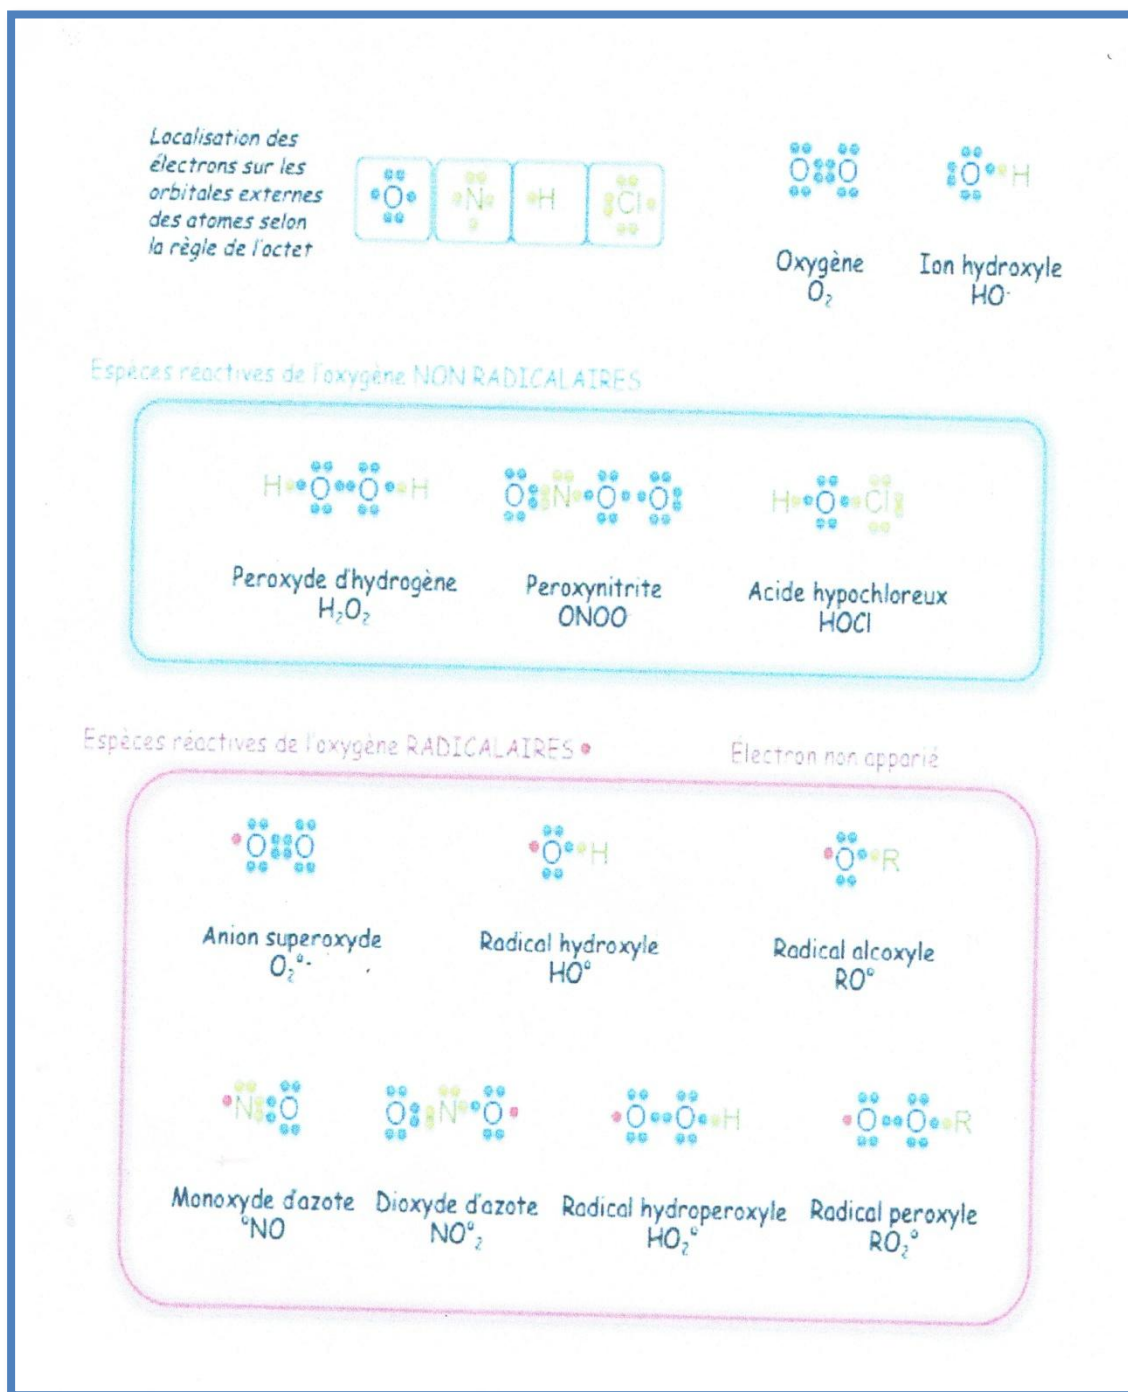 Localisation des
électrons sur les
orbitales externes
des atomes selon
la règle de l'octet
O N H Cl
O O
O H
Oxygène
O₂
Ion hydroxyle
HO⁻
Espèces réactives de l'oxygène NON RADICALAIRES
H O O H
O N O O
H O Cl
Peroxyde d'hydrogène
H₂O₂
Peroxynitrite
ONOO
Acide hypochloreux
HOCl
Espèces réactives de l'oxygène RADICALAIRES •
Électron non apparié
O O
O H
O R
Anion superoxyde
O₂°⁻
Radical hydroxyle
HO°
Radical alcoxyle
RO°
N O
O N O
O O H
O O R
Monoxyde d'azote
°NO
Dioxyde d'azote
NO°₂
Radical hydroperoxyle
HO₂°
Radical peroxyle
RO₂°